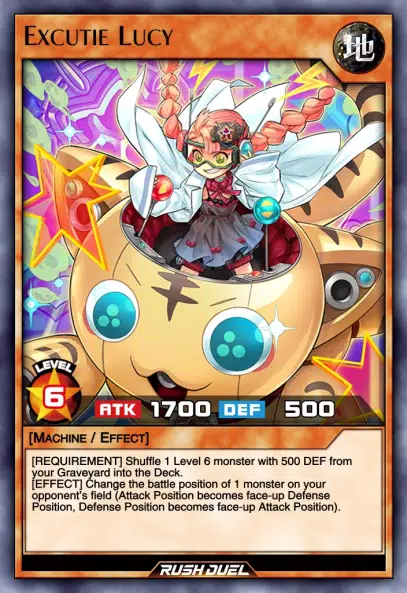 Excutie Lucy
地
LEVEL
6
ATK 1700 DEF 500
[Machine / Effect]
[REQUIREMENT] Shuffle 1 Level 6 monster with 500 DEF from
your Graveyard into the Deck.
[EFFECT] Change the battle position of 1 monster on your
opponent's field (Attack Position becomes face-up Defense
Position, Defense Position becomes face-up Attack Position).
RUSH DUEL